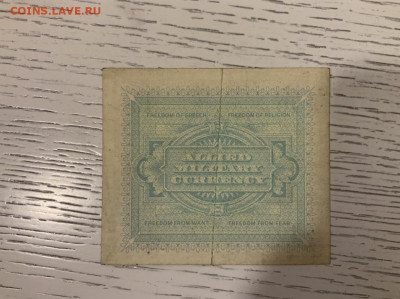 COINS.LAVE.RU
FREEDOM OF SPEECH FREEDOM OF RELIGION
ALLIED
MILITARY
CURRENCY
FREEDOM FROM WANT FREEDOM FROM FEAR